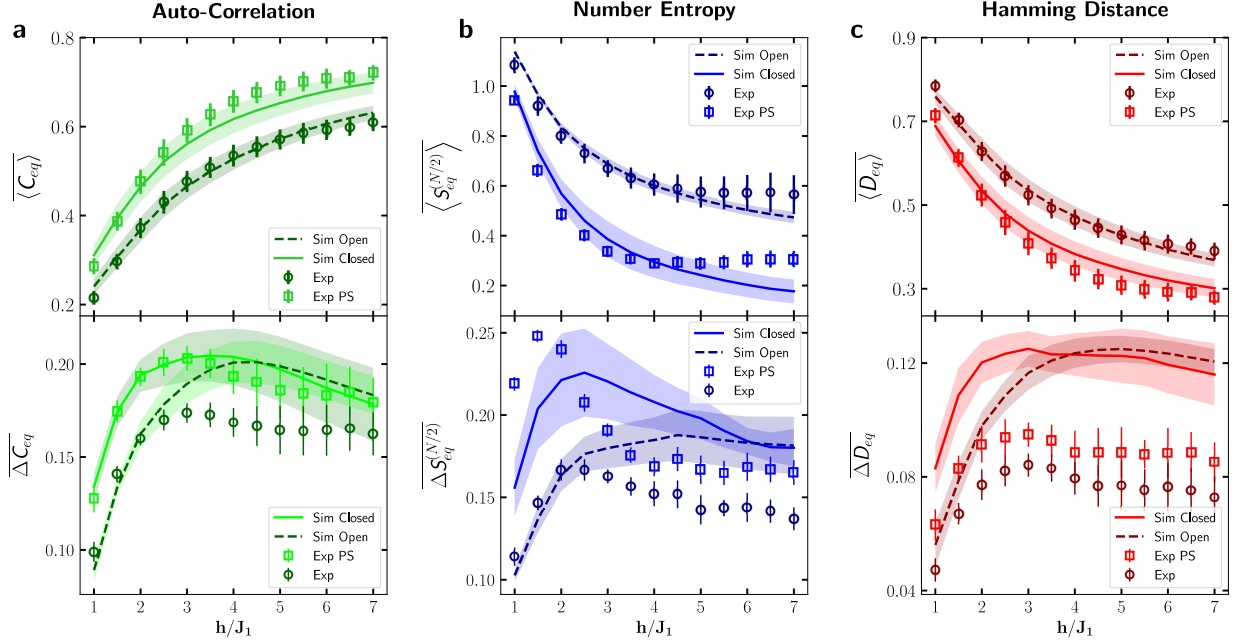 Auto-Correlation
Number Entropy
Hamming Distance
a
0.8
0.6
0.4
0.2
⟨C_eq⟩
Sim Open
Sim Closed
Exp
Exp PS
0.20
0.15
0.10
ΔC_eq
Sim Closed
Sim Open
Exp PS
Exp
1 2 3 4 5 6 7
h/J₁
b
1.0
0.8
0.6
0.4
0.2
⟨S_eq^(N/2)⟩
Sim Open
Sim Closed
Exp
Exp PS
0.25
0.20
0.15
0.10
ΔS_eq^(N/2)
Sim Closed
Sim Open
Exp PS
Exp
1 2 3 4 5 6 7
h/J₁
c
0.9
0.7
0.5
0.3
⟨D_eq⟩
Sim Open
Sim Closed
Exp
Exp PS
0.12
0.08
0.04
ΔD_eq
Sim Closed
Sim Open
Exp PS
Exp
1 2 3 4 5 6 7
h/J₁